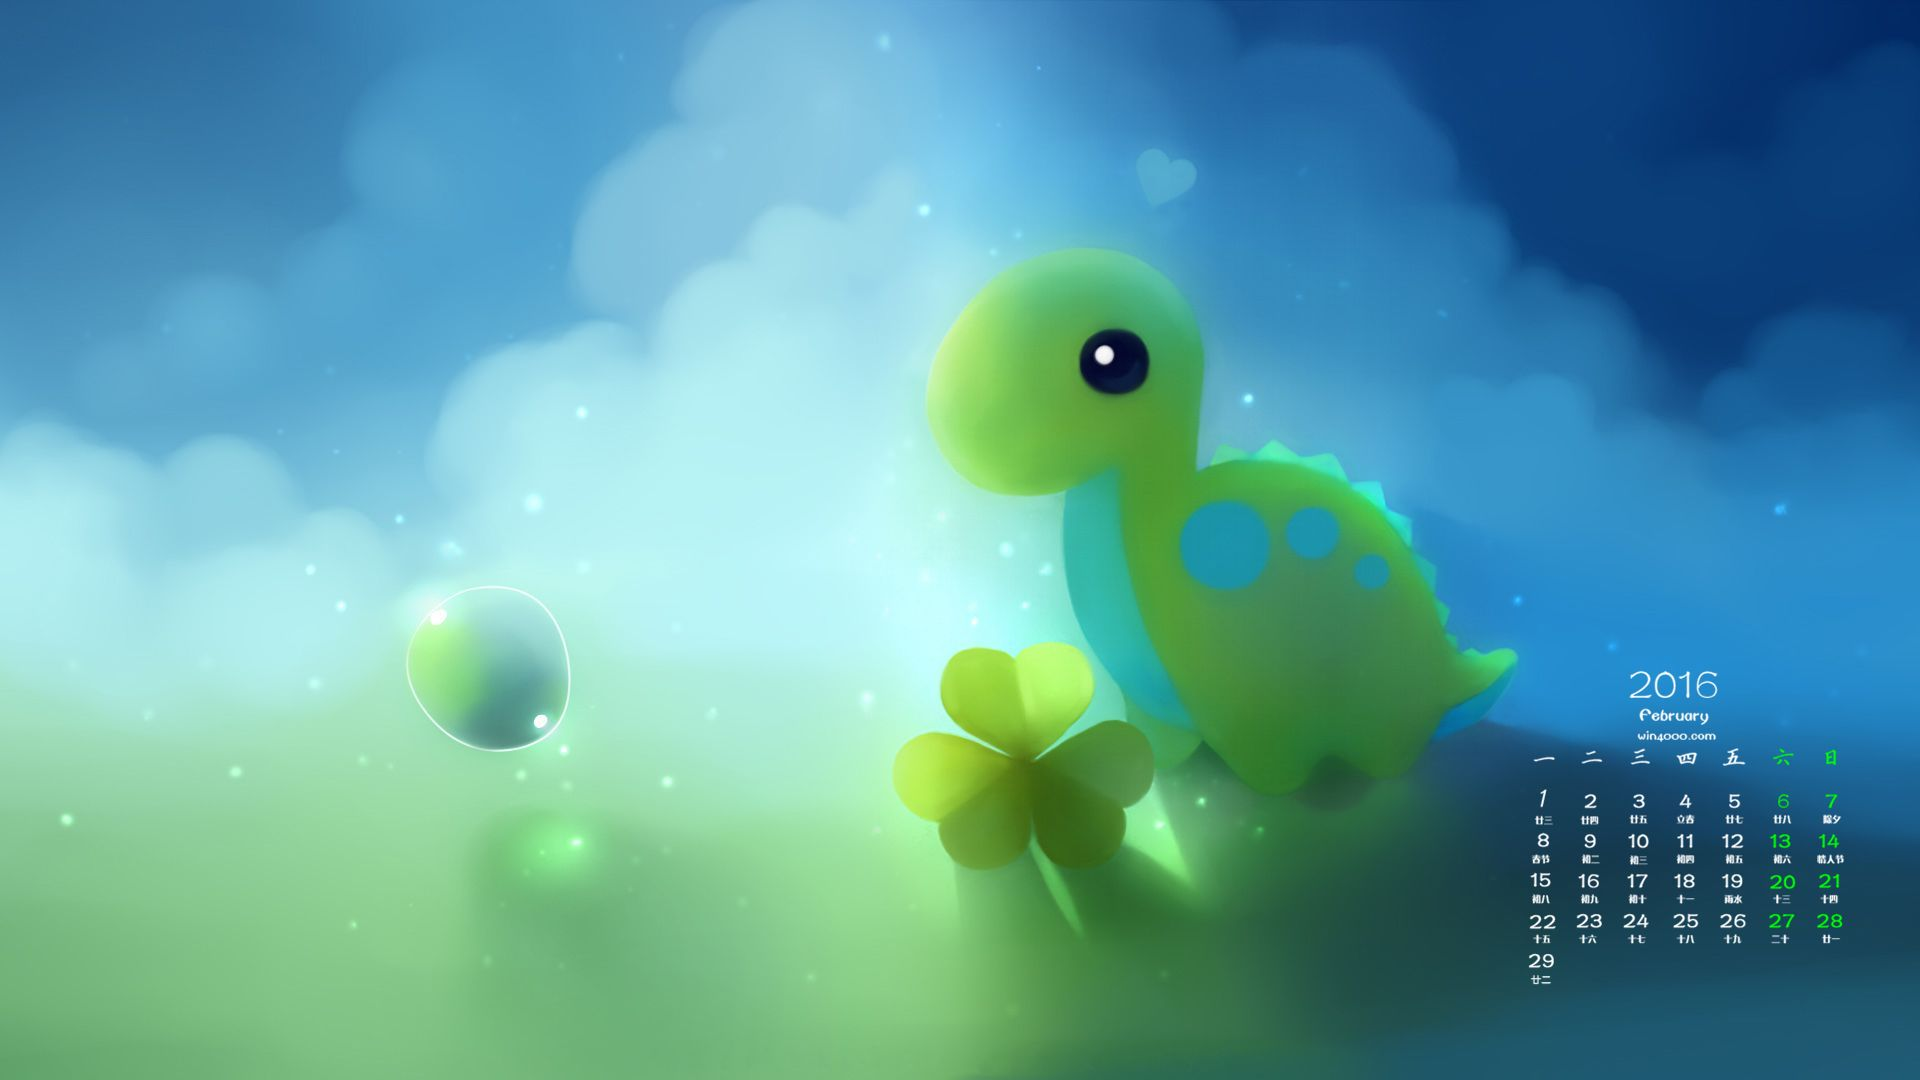 2016
February
win4000.com
一 二 三 四 五 六 日
1 2 3 4 5 6 7
廿三 廿四 廿五 立春 廿七 廿八 除夕
8 9 10 11 12 13 14
春节 初二 初三 初四 初五 初六 情人节
15 16 17 18 19 20 21
初八 初九 初十 十一 雨水 十三 十四
22 23 24 25 26 27 28
十五 十六 十七 十八 十九 二十 廿一
29
廿二